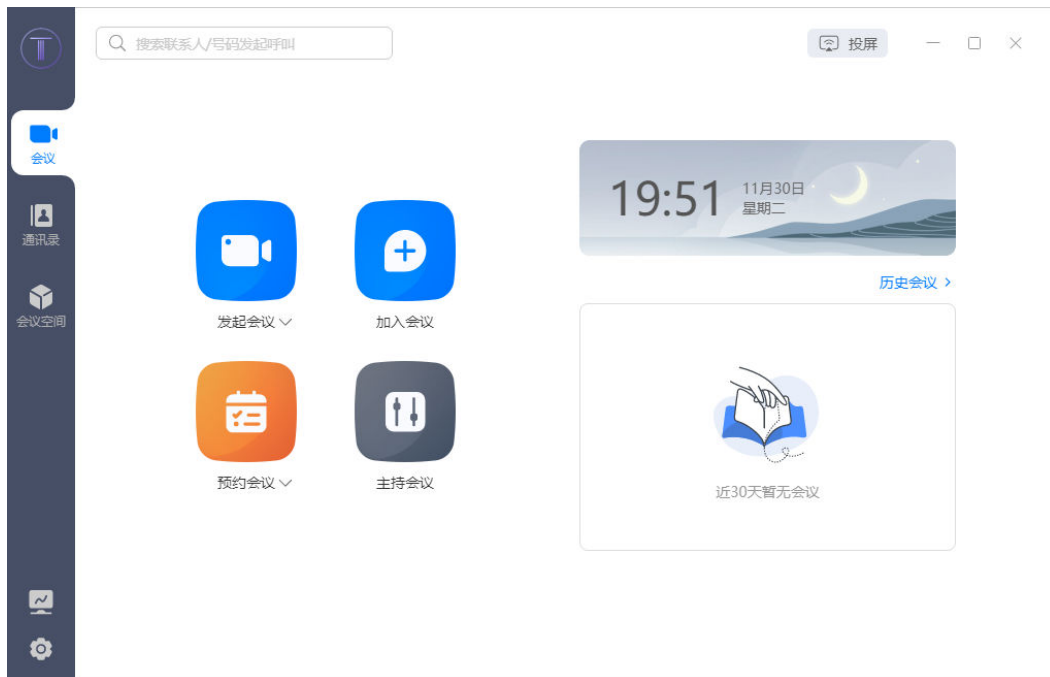 搜索联系人/号码发起呼叫
投屏
会议
通讯录
会议空间
19:51
11月30日
星期二
历史会议
发起会议
加入会议
预约会议
主持会议
近30天暂无会议